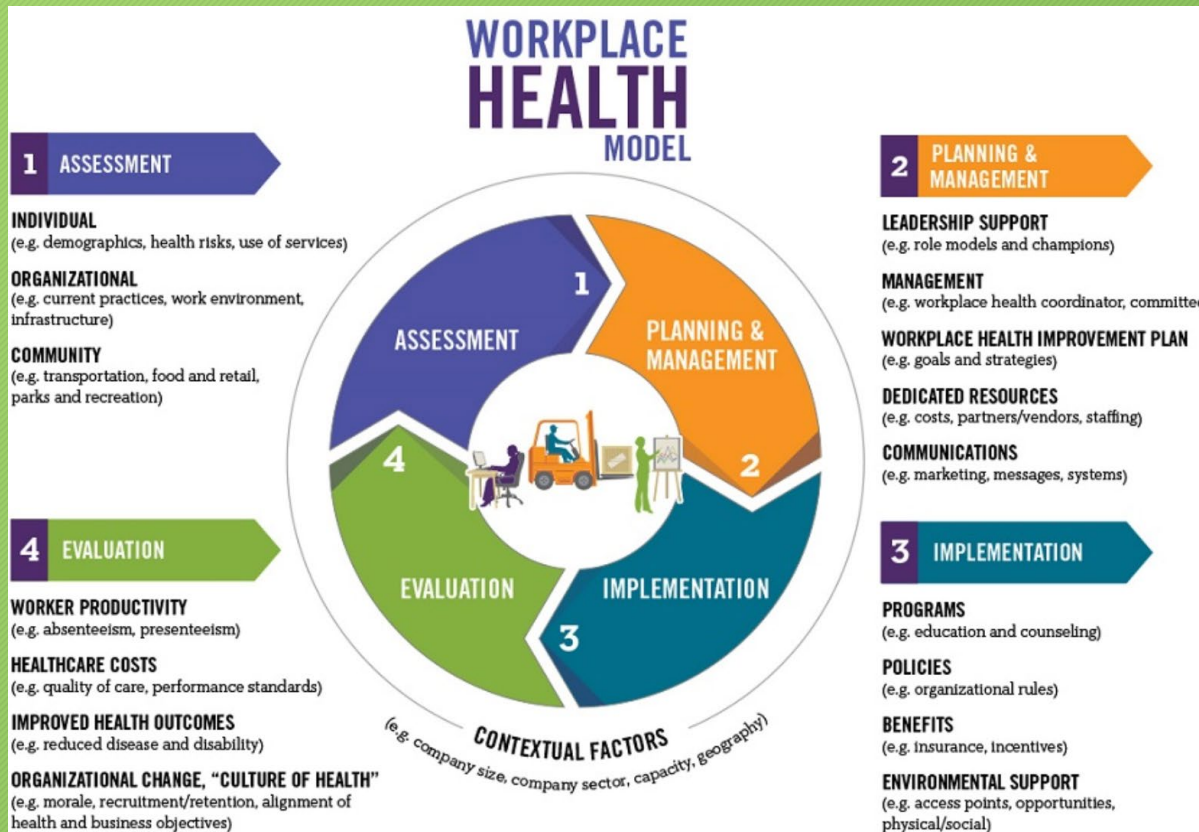 WORKPLACE
HEALTH
MODEL
1 ASSESSMENT
INDIVIDUAL
(e.g. demographics, health risks, use of services)
ORGANIZATIONAL
(e.g. current practices, work environment,
infrastructure)
COMMUNITY
(e.g. transportation, food and retail,
parks and recreation)
2 PLANNING &
MANAGEMENT
LEADERSHIP SUPPORT
(e.g. role models and champions)
MANAGEMENT
(e.g. workplace health coordinator, committee
WORKPLACE HEALTH IMPROVEMENT PLAN
(e.g. goals and strategies)
DEDICATED RESOURCES
(e.g. costs, partners/vendors, staffing)
COMMUNICATIONS
(e.g. marketing, messages, systems)
1
ASSESSMENT
PLANNING &
MANAGEMENT
2
4
EVALUATION
IMPLEMENTATION
3
CONTEXTUAL FACTORS
(e.g. company size, company sector, capacity, geography)
4 EVALUATION
WORKER PRODUCTIVITY
(e.g. absenteeism, presenteeism)
HEALTHCARE COSTS
(e.g. quality of care, performance standards)
IMPROVED HEALTH OUTCOMES
(e.g. reduced disease and disability)
ORGANIZATIONAL CHANGE, “CULTURE OF HEALTH”
(e.g. morale, recruitment/retention, alignment of
health and business objectives)
3 IMPLEMENTATION
PROGRAMS
(e.g. education and counseling)
POLICIES
(e.g. organizational rules)
BENEFITS
(e.g. insurance, incentives)
ENVIRONMENTAL SUPPORT
(e.g. access points, opportunities,
physical/social)